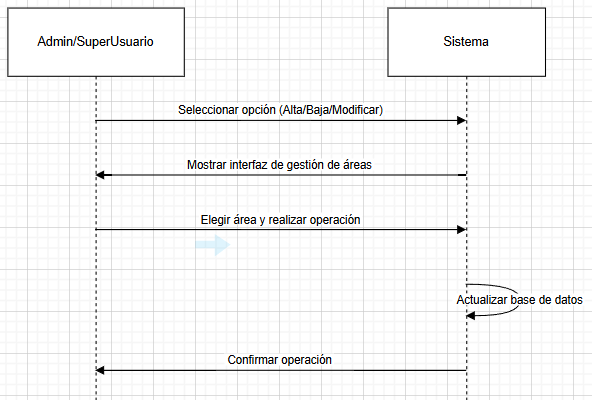 Admin/SuperUsuario
Sistema
Seleccionar opción (Alta/Baja/Modificar)
Mostrar interfaz de gestión de áreas
Elegir área y realizar operación
Actualizar base de datos
Confirmar operación